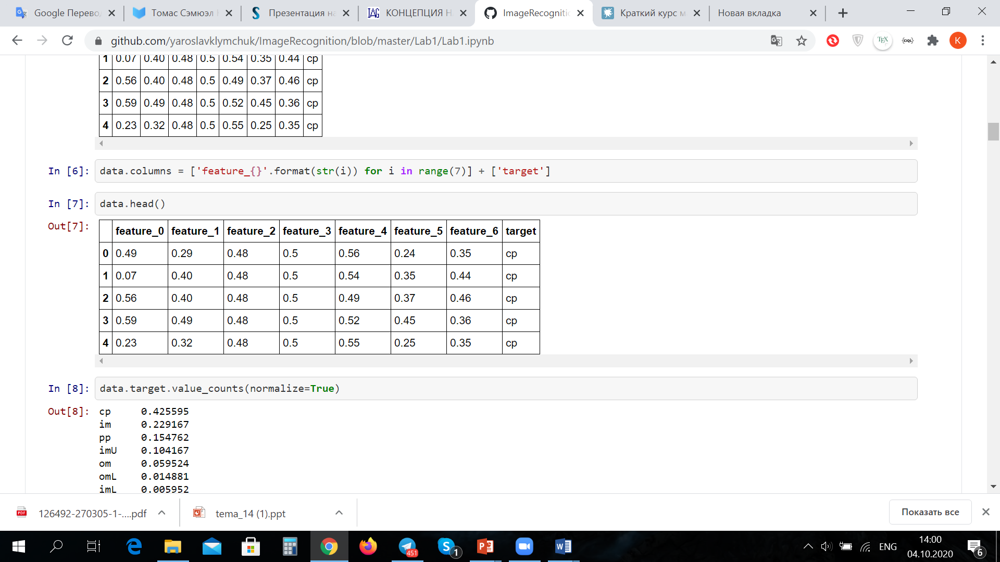 Google Перево
Томас Сэмюэл
Презентация на
IAG КОНЦЕПЦИЯ Н
ImageRecogniti
Краткий курс м
Новая вкладка
github.com/yaroslavklymchuk/ImageRecognition/blob/master/Lab1/Lab1.ipynb
TEX
{CIQL}
K
1 0.07 0.40 0.48 0.5 0.54 0.35 0.44 cp
2 0.56 0.40 0.48 0.5 0.49 0.37 0.46 cp
3 0.59 0.49 0.48 0.5 0.52 0.45 0.36 cp
4 0.23 0.32 0.48 0.5 0.55 0.25 0.35 cp
In [6]: data.columns = ['feature_{}'.format(str(i)) for i in range(7)] + ['target']
In [7]: data.head()
Out[7]:
feature_0 feature_1 feature_2 feature_3 feature_4 feature_5 feature_6 target
0 0.49 0.29 0.48 0.5 0.56 0.24 0.35 cp
1 0.07 0.40 0.48 0.5 0.54 0.35 0.44 cp
2 0.56 0.40 0.48 0.5 0.49 0.37 0.46 cp
3 0.59 0.49 0.48 0.5 0.52 0.45 0.36 cp
4 0.23 0.32 0.48 0.5 0.55 0.25 0.35 cp
In [8]: data.target.value_counts(normalize=True)
Out[8]: cp 0.425595
im 0.229167
pp 0.154762
imU 0.104167
om 0.059524
omL 0.014881
imL 0.005952
PDF 126492-270305-1-....pdf
tema_14 (1).ppt
Показать все
451
1
ENG
14:00
04.10.2020
6